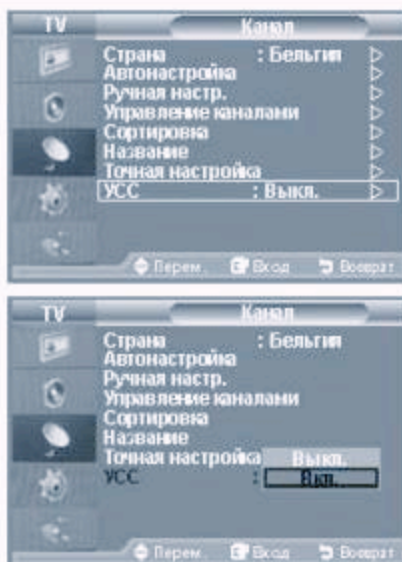 TV Канал
Страна : Бельгия
Автонастройка
Ручная настр.
Управление каналами
Сортировка
Название
Точная настройка
УСС : Выкл.
Перем. Вход Возврат
TV Канал
Страна : Бельгия
Автонастройка
Ручная настр.
Управление каналами
Сортировка
Название
Точная настройка Выкл.
УСС : Вкл.
Перем. Вход Возврат